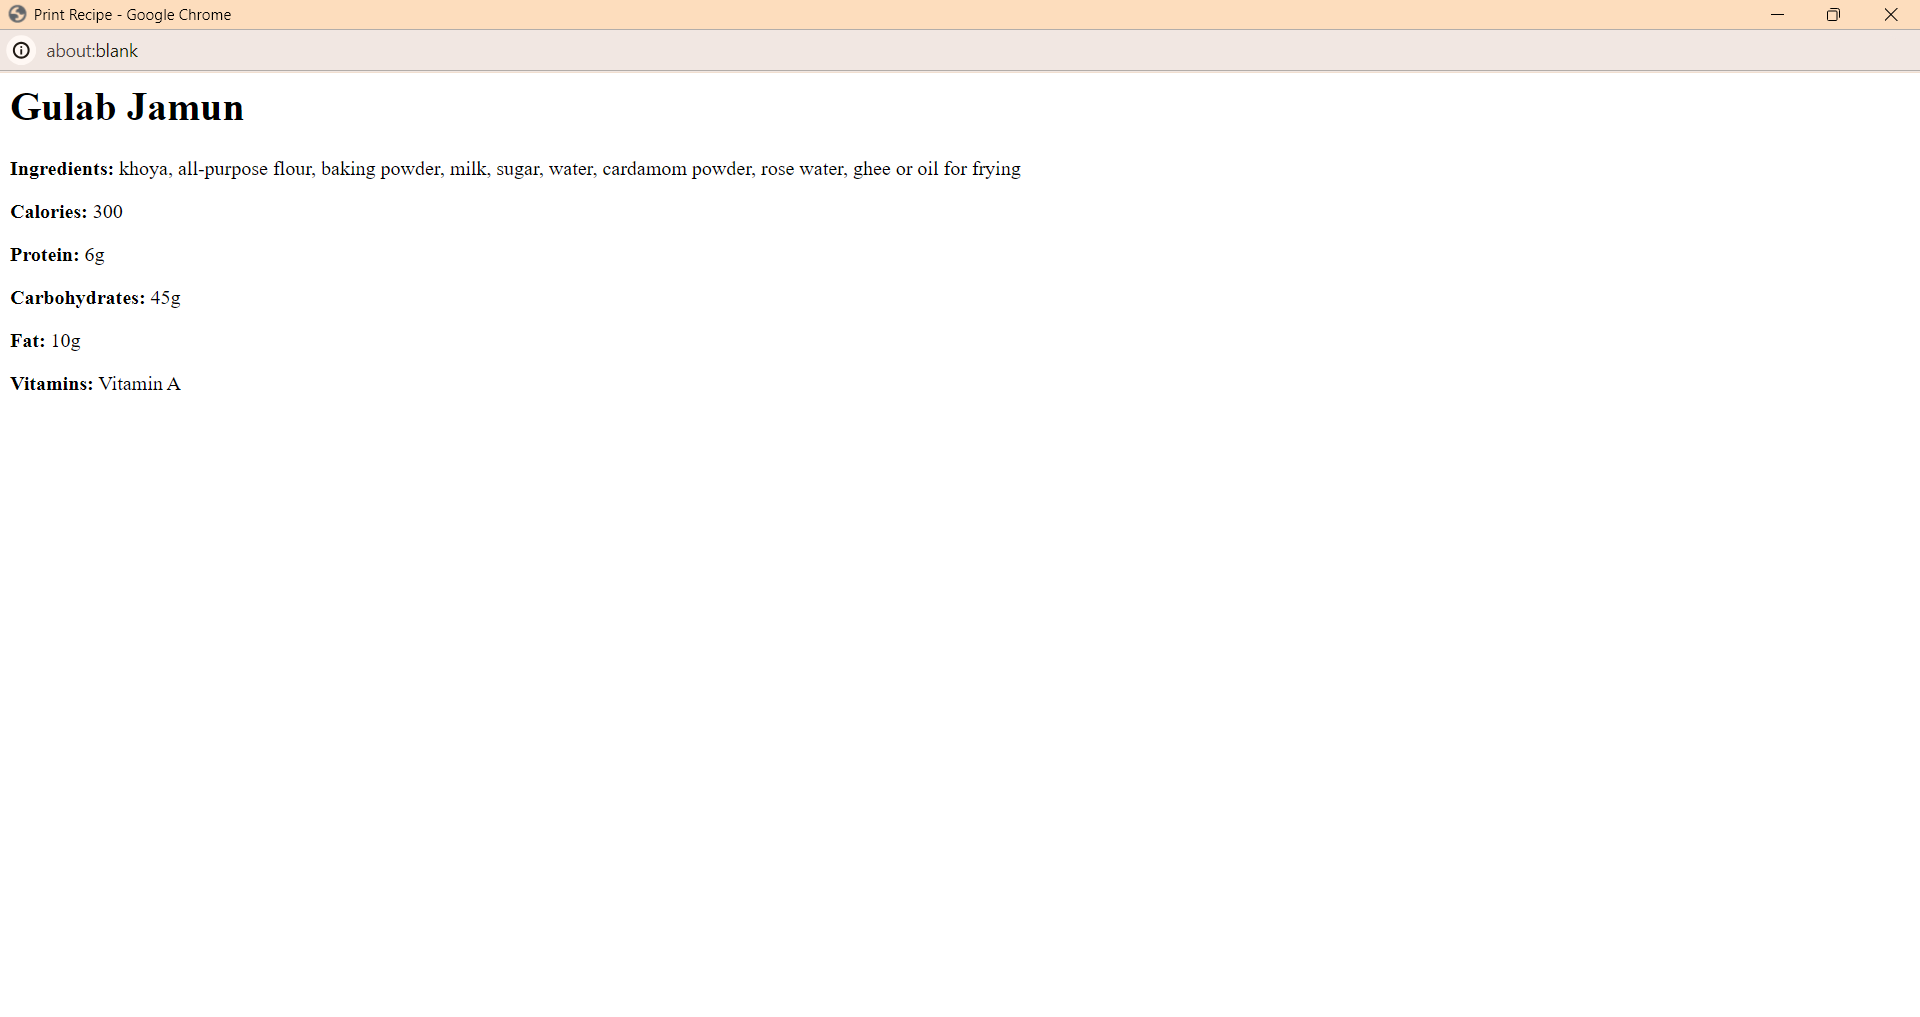 Print Recipe - Google Chrome
about:blank
Gulab Jamun
Ingredients: khoya, all-purpose flour, baking powder, milk, sugar, water, cardamom powder, rose water, ghee or oil for frying
Calories: 300
Protein: 6g
Carbohydrates: 45g
Fat: 10g
Vitamins: Vitamin A